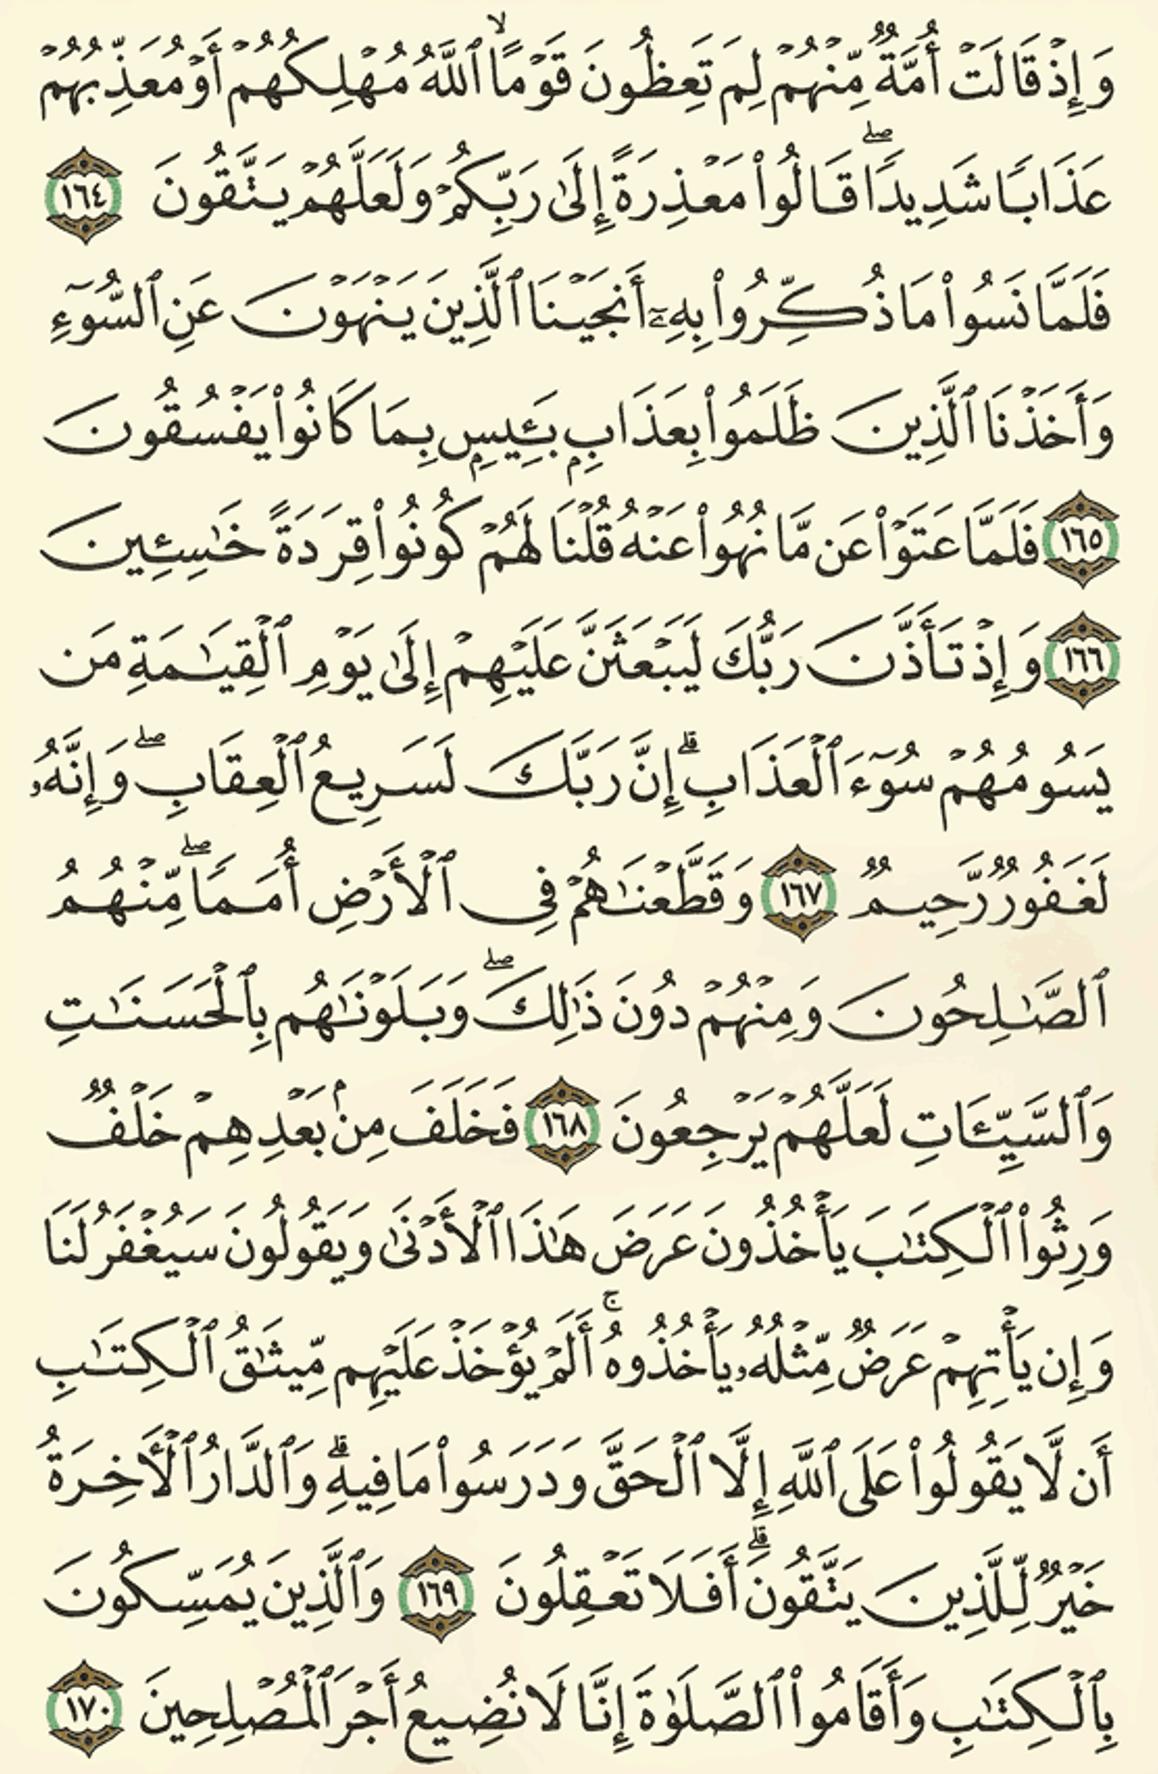 وَإِذْ قَالَتْ أُمَّةٌ مِّنْهُمْ لِمَ تَعِظُونَ قَوْمًا ۙ ٱللَّهُ مُهْلِكُهُمْ أَوْ مُعَذِّبُهُمْ
عَذَابًا شَدِيدًا ۖ قَالُوا۟ مَعْذِرَةً إِلَىٰ رَبِّكُمْ وَلَعَلَّهُمْ يَتَّقُونَ ١٦٤
فَلَمَّا نَسُوا۟ مَا ذُكِّرُوا۟ بِهِۦٓ أَنجَيْنَا ٱلَّذِينَ يَنْهَوْنَ عَنِ ٱلسُّوٓءِ
وَأَخَذْنَا ٱلَّذِينَ ظَلَمُوا۟ بِعَذَابٍۭ بَـِٔيسٍۭ بِمَا كَانُوا۟ يَفْسُقُونَ
١٦٥ فَلَمَّا عَتَوْا۟ عَن مَّا نُهُوا۟ عَنْهُ قُلْنَا لَهُمْ كُونُوا۟ قِرَدَةً خَـٰسِـِٔينَ
١٦٦ وَإِذْ تَأَذَّنَ رَبُّكَ لَيَبْعَثَنَّ عَلَيْهِمْ إِلَىٰ يَوْمِ ٱلْقِيَـٰمَةِ مَن
يَسُومُهُمْ سُوٓءَ ٱلْعَذَابِ ۗ إِنَّ رَبَّكَ لَسَرِيعُ ٱلْعِقَابِ ۖ وَإِنَّهُۥ
لَغَفُورٌ رَّحِيمٌ ١٦٧ وَقَطَّعْنَـٰهُمْ فِى ٱلْأَرْضِ أُمَمًا ۖ مِّنْهُمُ
ٱلصَّـٰلِحُونَ وَمِنْهُمْ دُونَ ذَٰلِكَ ۖ وَبَلَوْنَـٰهُم بِٱلْحَسَنَـٰتِ
وَٱلسَّيِّـَٔاتِ لَعَلَّهُمْ يَرْجِعُونَ ١٦٨ فَخَلَفَ مِنۢ بَعْدِهِمْ خَلْفٌ
وَرِثُوا۟ ٱلْكِتَـٰبَ يَأْخُذُونَ عَرَضَ هَـٰذَا ٱلْأَدْنَىٰ وَيَقُولُونَ سَيُغْفَرُ لَنَا
وَإِن يَأْتِهِمْ عَرَضٌ مِّثْلُهُۥ يَأْخُذُوهُ ۚ أَلَمْ يُؤْخَذْ عَلَيْهِم مِّيثَـٰقُ ٱلْكِتَـٰبِ
أَن لَّا يَقُولُوا۟ عَلَى ٱللَّهِ إِلَّا ٱلْحَقَّ وَدَرَسُوا۟ مَا فِيهِ ۗ وَٱلدَّارُ ٱلْـَٔاخِرَةُ
خَيْرٌ لِّلَّذِينَ يَتَّقُونَ ۗ أَفَلَا تَعْقِلُونَ ١٦٩ وَٱلَّذِينَ يُمَسِّكُونَ
بِٱلْكِتَـٰبِ وَأَقَامُوا۟ ٱلصَّلَوٰةَ إِنَّا لَا نُضِيعُ أَجْرَ ٱلْمُصْلِحِينَ ١٧٠